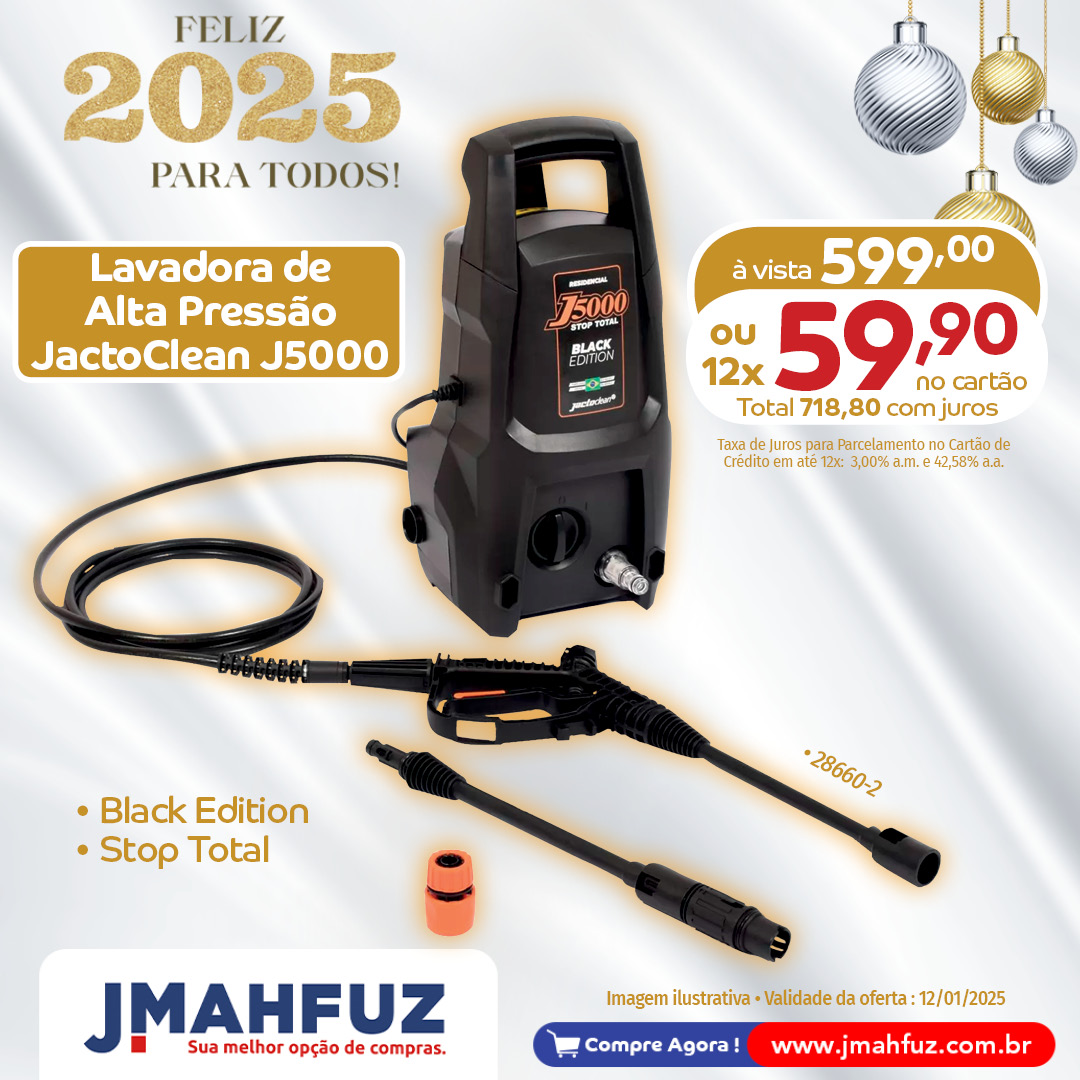 FELIZ
2025
PARA TODOS!
Lavadora de
Alta Pressão
JactoClean J5000
à vista 599,00
ou
12x 59,90
no cartão
Total 718,80 com juros
Taxa de Juros para Parcelamento no Cartão de
Crédito em até 12x: 3,00% a.m. e 42,58% a.a.
RESIDENCIAL
J5000
STOP TOTAL
BLACK
EDITION
jactoclean
• 28660-2
• Black Edition
• Stop Total
JMAHFUZ
Sua melhor opção de compras.
Imagem ilustrativa • Validade da oferta : 12/01/2025
Compre Agora !
www.jmahfuz.com.br